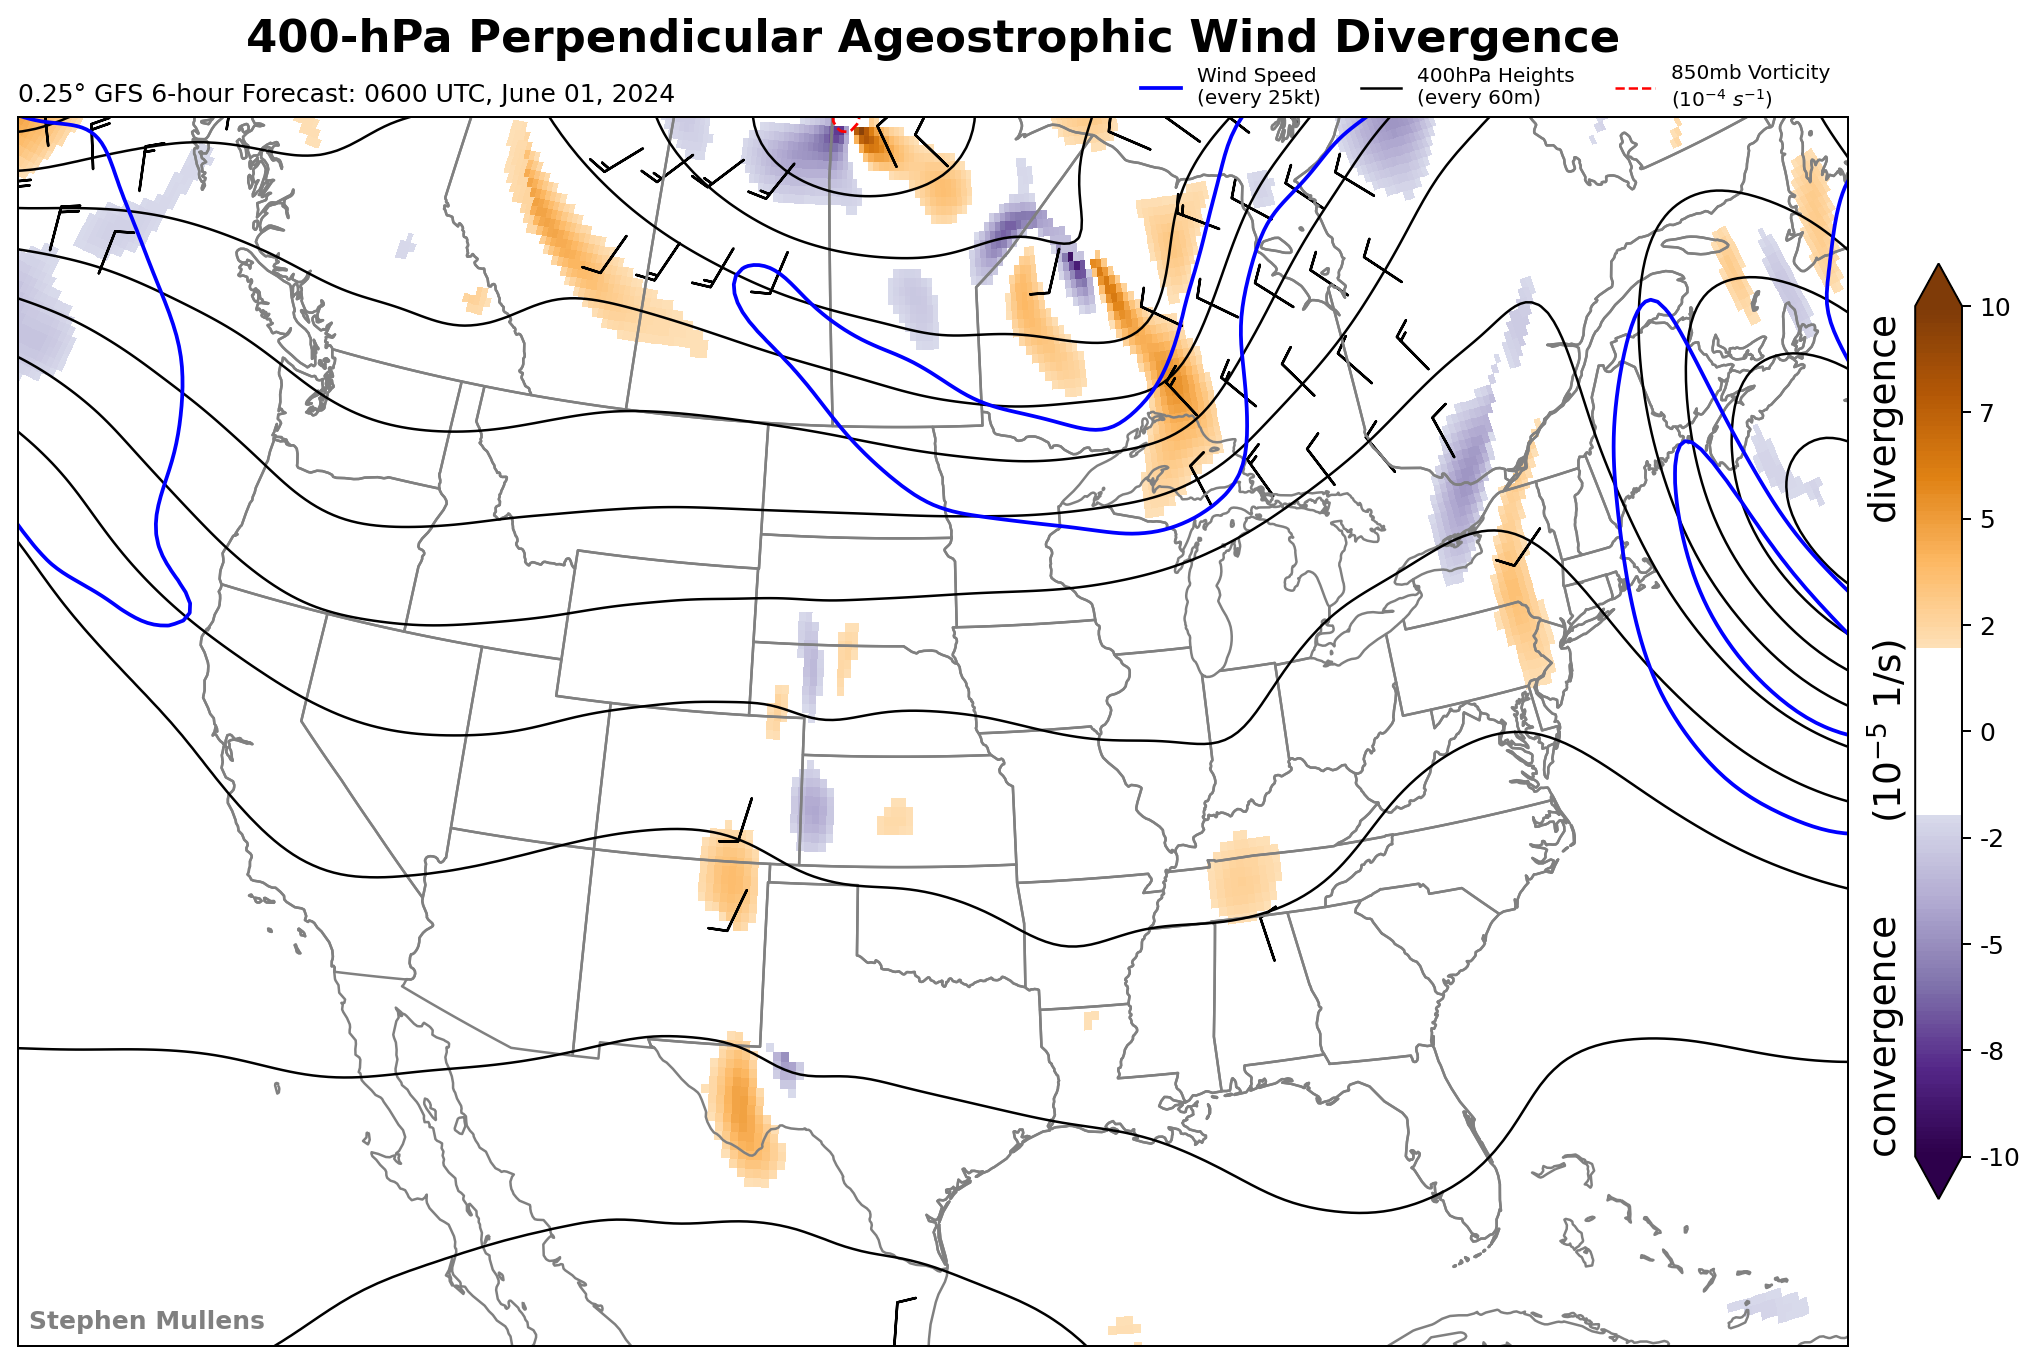 400-hPa Perpendicular Ageostrophic Wind Divergence
0.25° GFS 6-hour Forecast: 0600 UTC, June 01, 2024
Wind Speed
(every 25kt)
400hPa Heights
(every 60m)
850mb Vorticity
(10⁻⁴ s⁻¹)
10
7
5
2
0
-2
-5
-8
-10
convergence (10⁻⁵ 1/s) divergence
Stephen Mullens